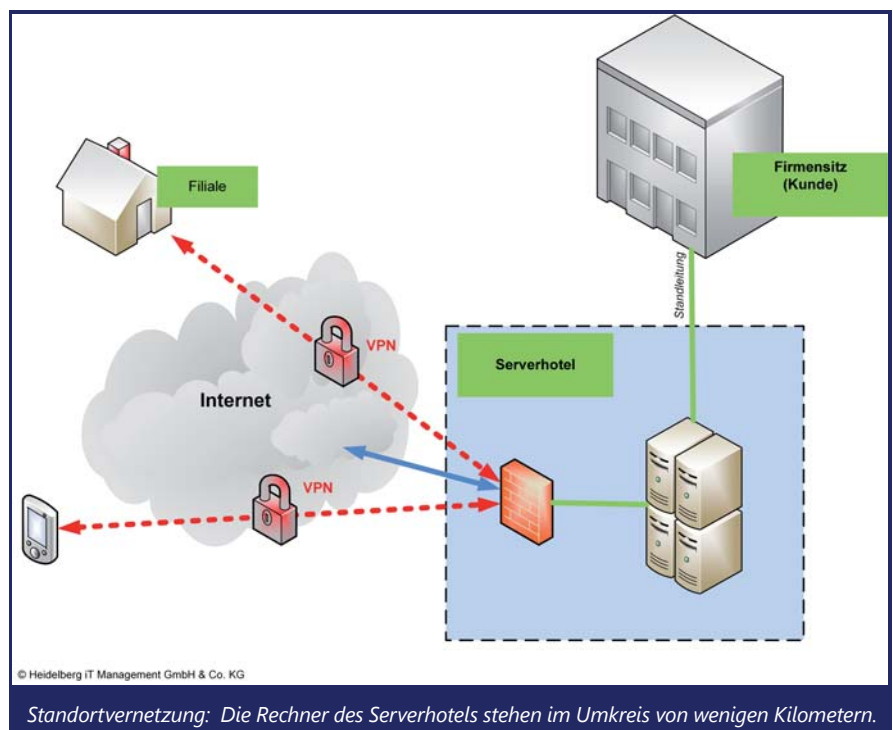 Filiale
Firmensitz
(Kunde)
Standleitung
VPN
Serverhotel
Internet
VPN
© Heidelberg iT Management GmbH & Co. KG
Standortvernetzung: Die Rechner des Serverhotels stehen im Umkreis von wenigen Kilometern.